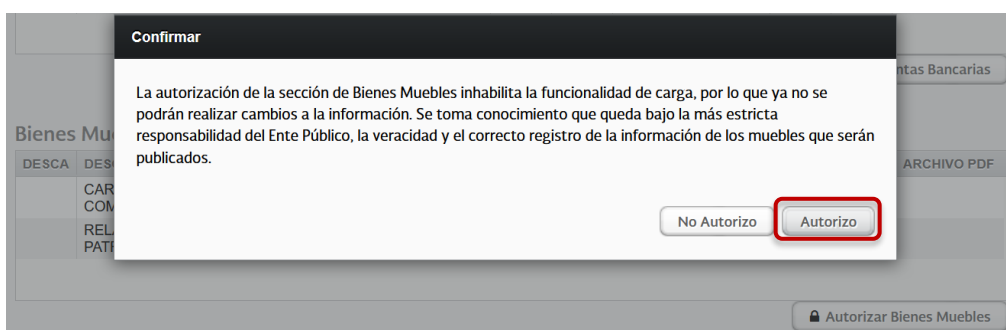 Confirmar
La autorización de la sección de Bienes Muebles inhabilita la funcionalidad de carga, por lo que ya no se
podrán realizar cambios a la información. Se toma conocimiento que queda bajo la más estricta
responsabilidad del Ente Público, la veracidad y el correcto registro de la información de los muebles que serán
publicados.
No Autorizo
Autorizo
ntas Bancarias
Bienes Mu
DESCA DES ARCHIVO PDF
CAR
COM
REL
PATR
Autorizar Bienes Muebles